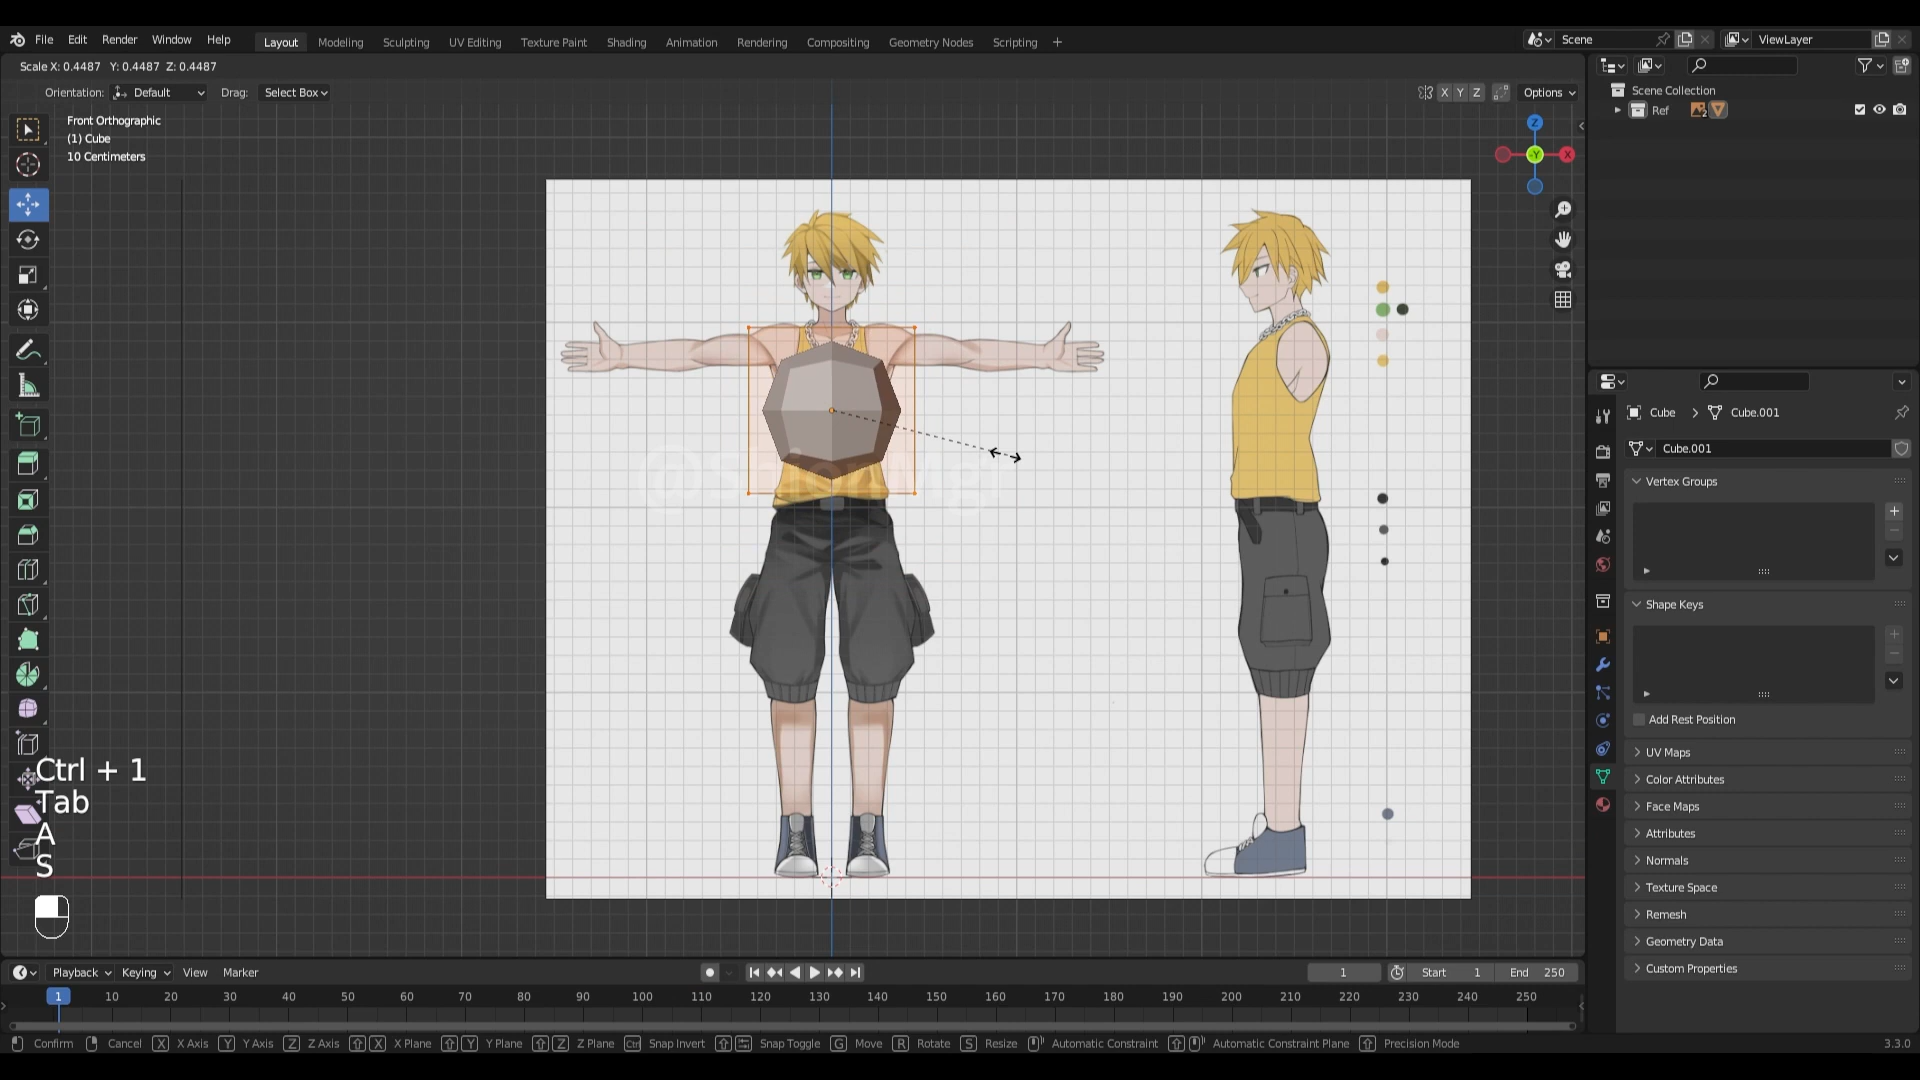 File Edit Render Window Help Layout Modeling Sculpting UV Editing Texture Paint Shading Animation Rendering Compositing Geometry Nodes Scripting + Scene ViewLayer
Scale X: 0.4487 Y: 0.4487 Z: 0.4487
Orientation: Default Drag: Select Box X Y Z Options
Scene Collection
Ref 2
Front Orthographic
(1) Cube
10 Centimeters
Z
Y X
Cube > Cube.001
Cube.001
Vertex Groups
Shape Keys
Add Rest Position
UV Maps
Color Attributes
Face Maps
Attributes
Normals
Texture Space
Remesh
Geometry Data
Custom Properties
Ctrl + 1
Tab
A
S
Playback Keying View Marker 1 Start 1 End 250
1 10 20 30 40 50 60 70 80 90 100 110 120 130 140 150 160 170 180 190 200 210 220 230 240 250
Confirm Cancel X X Axis Y Y Axis Z Z Axis X X Plane Y Y Plane Z Z Plane Ctrl Snap Invert Snap Toggle G Move R Rotate S Resize Automatic Constraint Automatic Constraint Plane Precision Mode 3.3.0